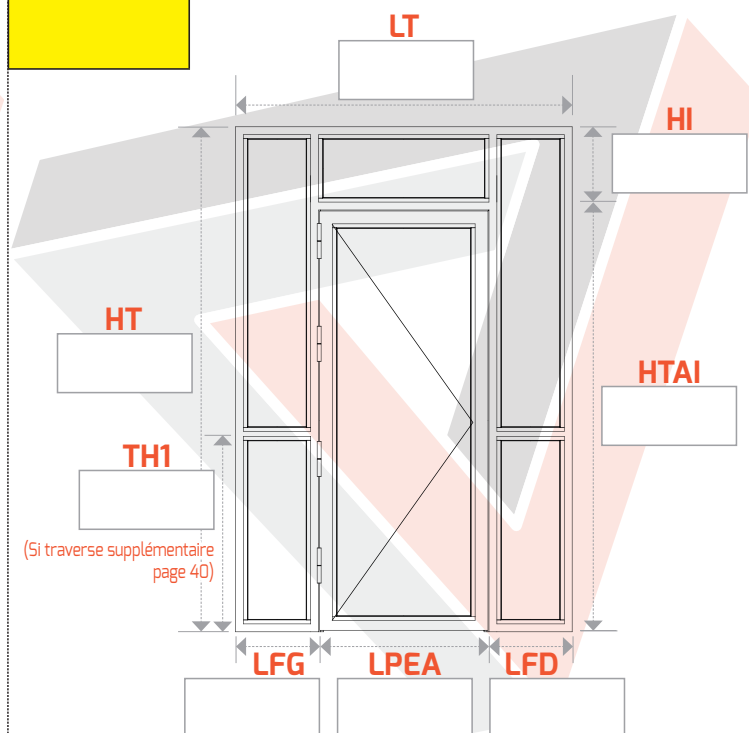 LT
HI
HT
HTAI
TH1
(Si traverse supplémentaire
page 40)
LFG
LPEA
LFD